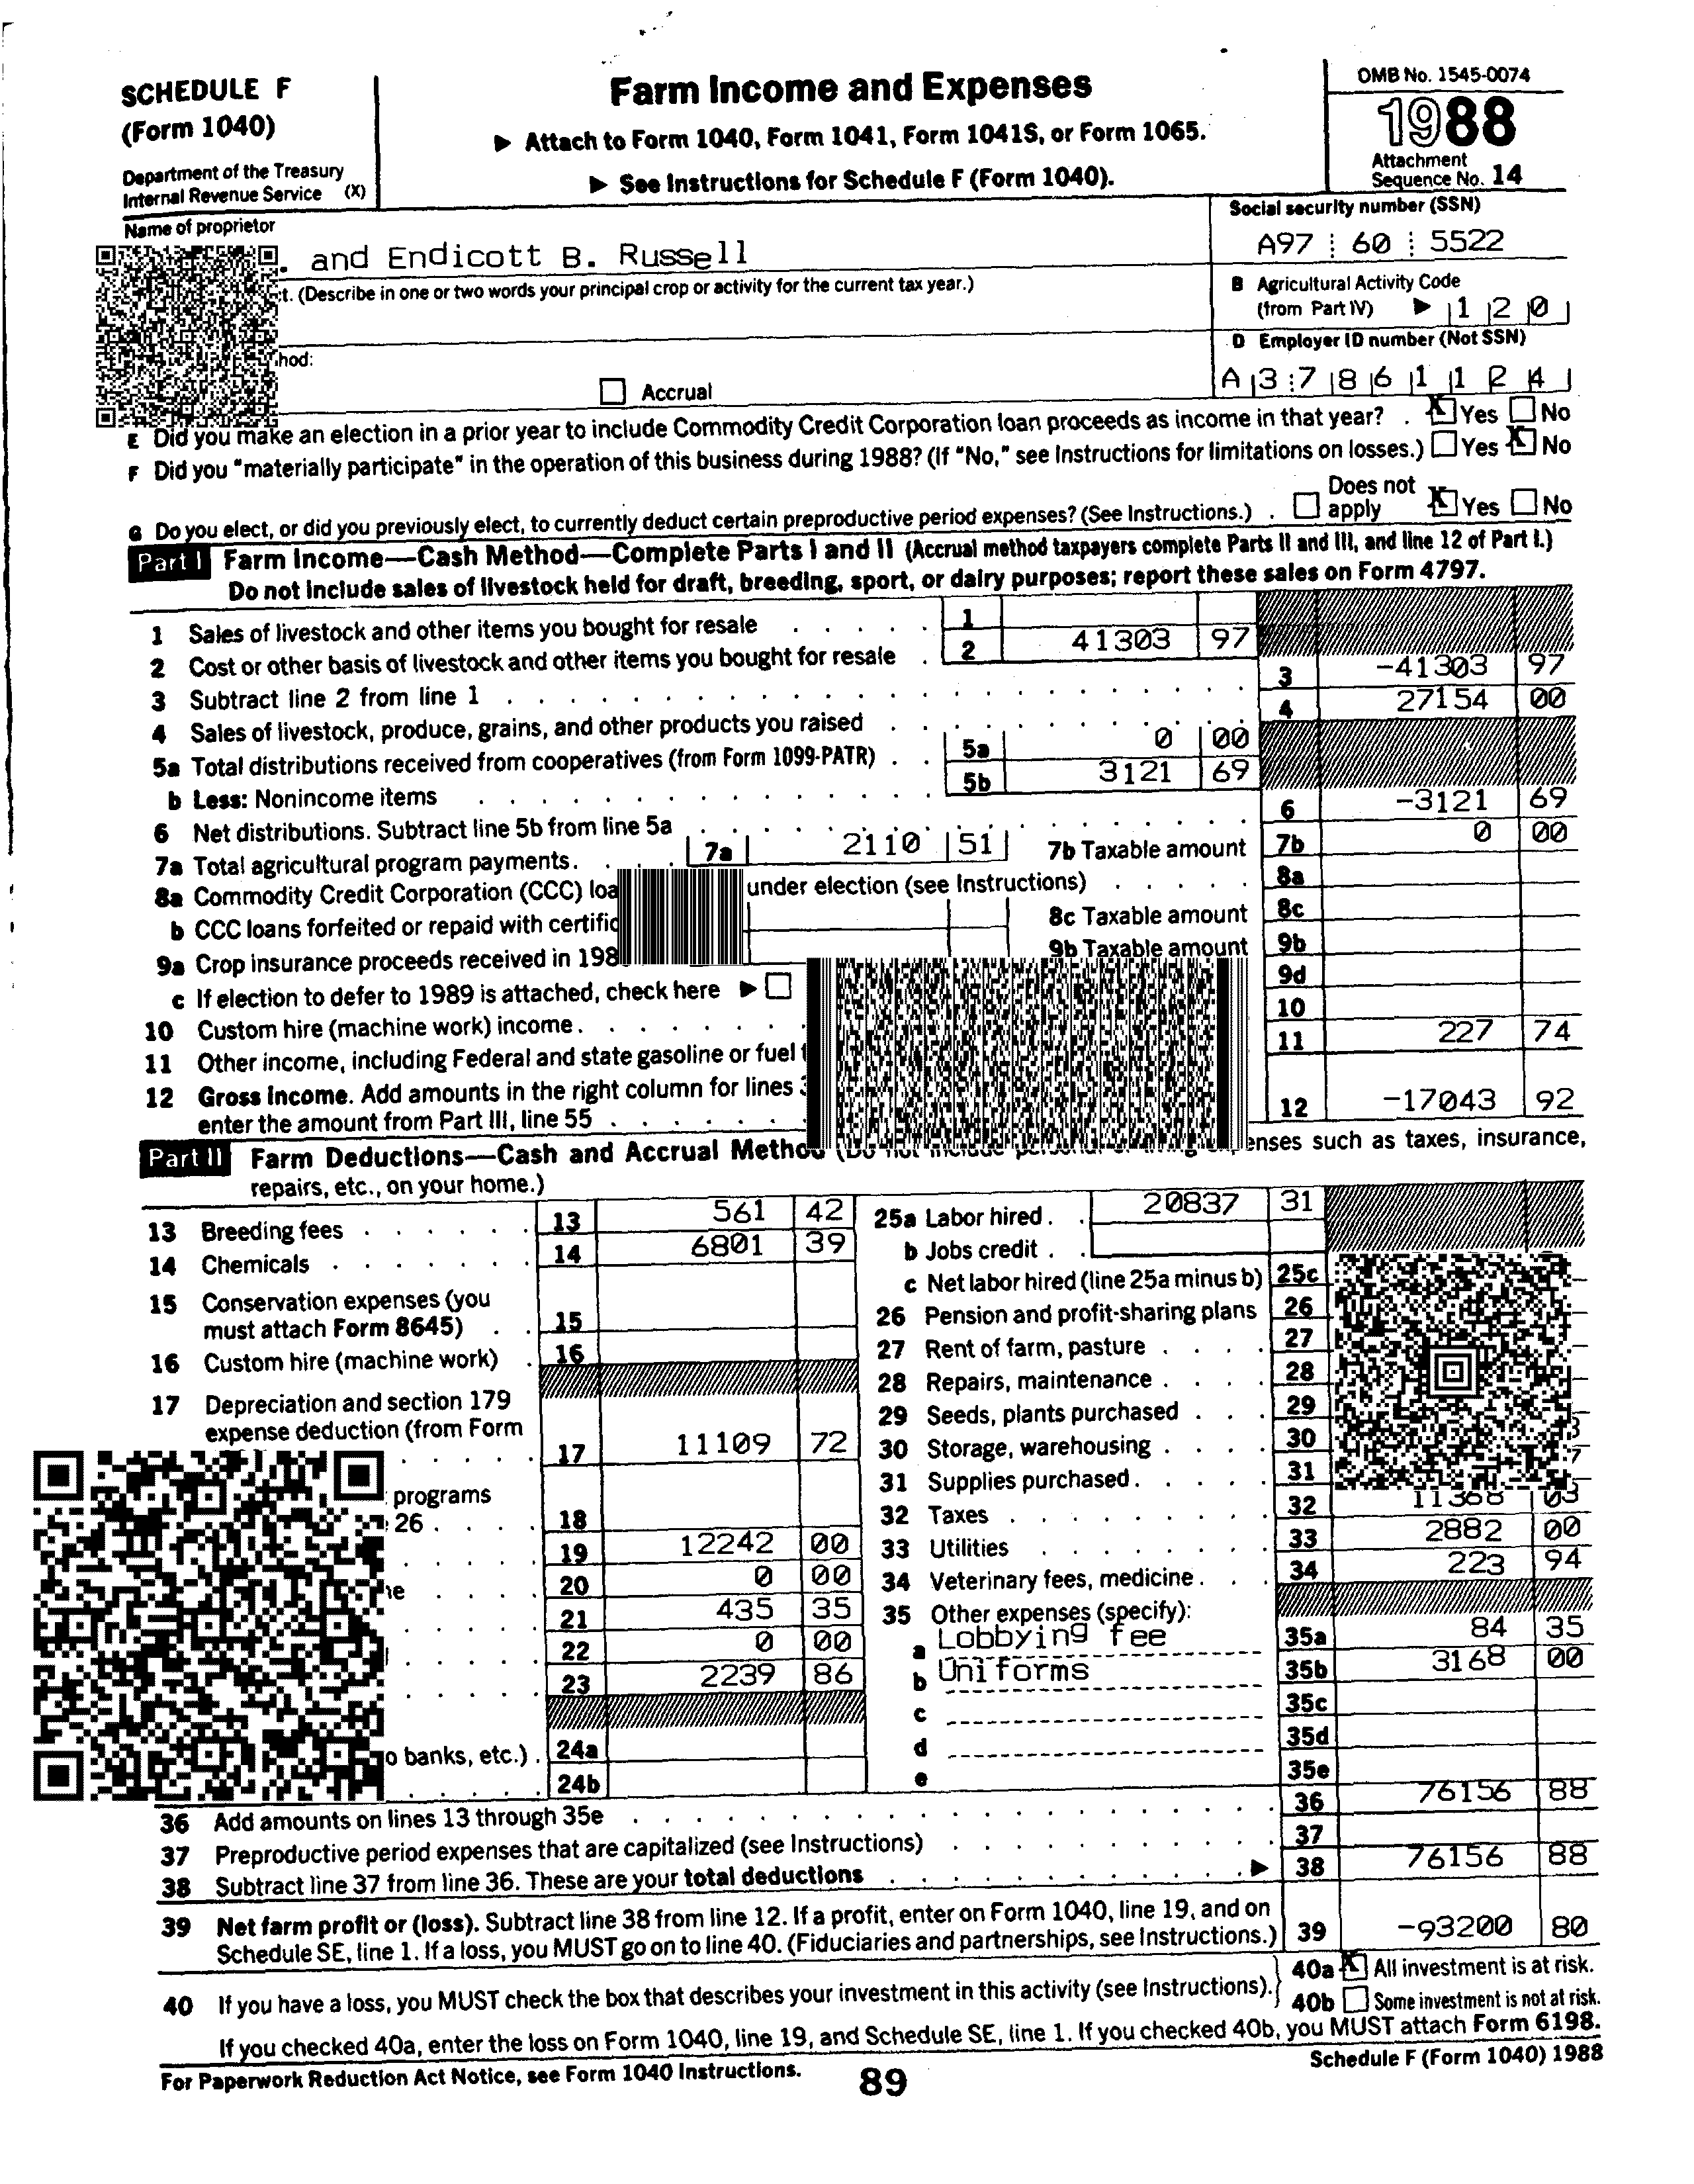 SCHEDULE F
(Form 1040)
Department of the Treasury
Internal Revenue Service (X)
Farm Income and Expenses
▶ Attach to Form 1040, Form 1041, Form 1041S, or Form 1065.
▶ See Instructions for Schedule F (Form 1040).
OMB No. 1545-0074
1988
Attachment
Sequence No. 14
Name of proprietor
. and Endicott B. Russell
Social security number (SSN)
A97 60 5522
(Describe in one or two words your principal crop or activity for the current tax year.)
B Agricultural Activity Code
(from Part IV) ▶ 1 2 0
D Employer ID number (Not SSN)
A 3 7 8 6 1 1 2 4
Accrual
E Did you make an election in a prior year to include Commodity Credit Corporation loan proceeds as income in that year? . X Yes No
F Did you "materially participate" in the operation of this business during 1988? (If "No," see Instructions for limitations on losses.) Yes X No
G Do you elect, or did you previously elect, to currently deduct certain preproductive period expenses? (See Instructions.) . Does not apply X Yes No
Part I Farm Income—Cash Method—Complete Parts I and II (Accrual method taxpayers complete Parts II and III, and line 12 of Part I.)
Do not include sales of livestock held for draft, breeding, sport, or dairy purposes; report these sales on Form 4797.
1 Sales of livestock and other items you bought for resale . . . . . 1
2 Cost or other basis of livestock and other items you bought for resale . 2 41303 97
3 Subtract line 2 from line 1 3 -41303 97
4 Sales of livestock, produce, grains, and other products you raised 4 27154 00
5a Total distributions received from cooperatives (from Form 1099-PATR) . . 5a 0 00
b Less: Nonincome items 5b 3121 69
6 Net distributions. Subtract line 5b from line 5a 6 -3121 69
7a Total agricultural program payments. 7a 2110 51 7b Taxable amount 7b 0 00
8a Commodity Credit Corporation (CCC) under election (see Instructions) . . . . . 8a
b CCC loans forfeited or repaid with 8c Taxable amount 8c
9a Crop insurance proceeds received in 9b Taxable amount 9b
c If election to defer to 1989 is attached, check here ▶ 9d
10 Custom hire (machine work) income. 10
11 Other income, including Federal and state gasoline or fuel 11 227 74
12 Gross Income. Add amounts in the right column for lines
enter the amount from Part III, line 55 12 -17043 92
Part II Farm Deductions—Cash and Accrual such as taxes, insurance,
repairs, etc., on your home.)
13 Breeding fees 13 561 42
14 Chemicals 14 6801 39
15 Conservation expenses (you
must attach Form 8645) . . 15
16 Custom hire (machine work) . 16
17 Depreciation and section 179
expense deduction (from Form
17 11109 72
programs
26 . . . . 18
19 12242 00
20 0 00
21 435 35
22 0 00
23 2239 86
banks, etc.) . 24a
24b
25a Labor hired . . 20837 31
b Jobs credit . .
c Net labor hired (line 25a minus b) 25c
26 Pension and profit-sharing plans 26
27 Rent of farm, pasture . . . . 27
28 Repairs, maintenance . . . . 28
29 Seeds, plants purchased . . . 29
30 Storage, warehousing . . . . 30
31 Supplies purchased . . . . . 31
32 Taxes 32 11368 03
33 Utilities 33 2882 00
34 Veterinary fees, medicine . . . 34 223 94
35 Other expenses (specify):
a Lobbying fee 35a 84 35
b Uniforms 35b 3168 00
c 35c
d 35d
e 35e
36 Add amounts on lines 13 through 35e 36 76156 88
37 Preproductive period expenses that are capitalized (see Instructions) 37
38 Subtract line 37 from line 36. These are your total deductions ▶ 38 76156 88
39 Net farm profit or (loss). Subtract line 38 from line 12. If a profit, enter on Form 1040, line 19, and on
Schedule SE, line 1. If a loss, you MUST go on to line 40. (Fiduciaries and partnerships, see Instructions.) 39 -93200 80
40 If you have a loss, you MUST check the box that describes your investment in this activity (see Instructions).
40a X All investment is at risk.
40b Some investment is not at risk.
If you checked 40a, enter the loss on Form 1040, line 19, and Schedule SE, line 1. If you checked 40b, you MUST attach Form 6198.
For Paperwork Reduction Act Notice, see Form 1040 Instructions.
89
Schedule F (Form 1040) 1988